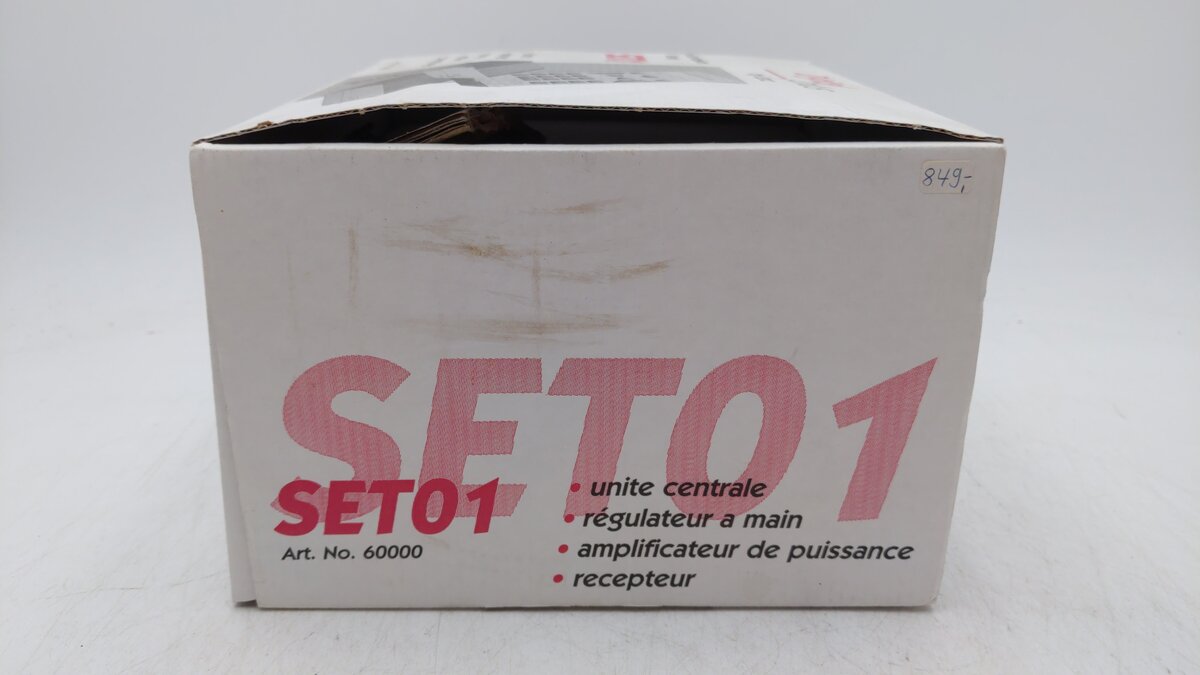 849,-
SET01
SET01
Art. No. 60000
• unite centrale
• régulateur a main
• amplificateur de puissance
• recepteur